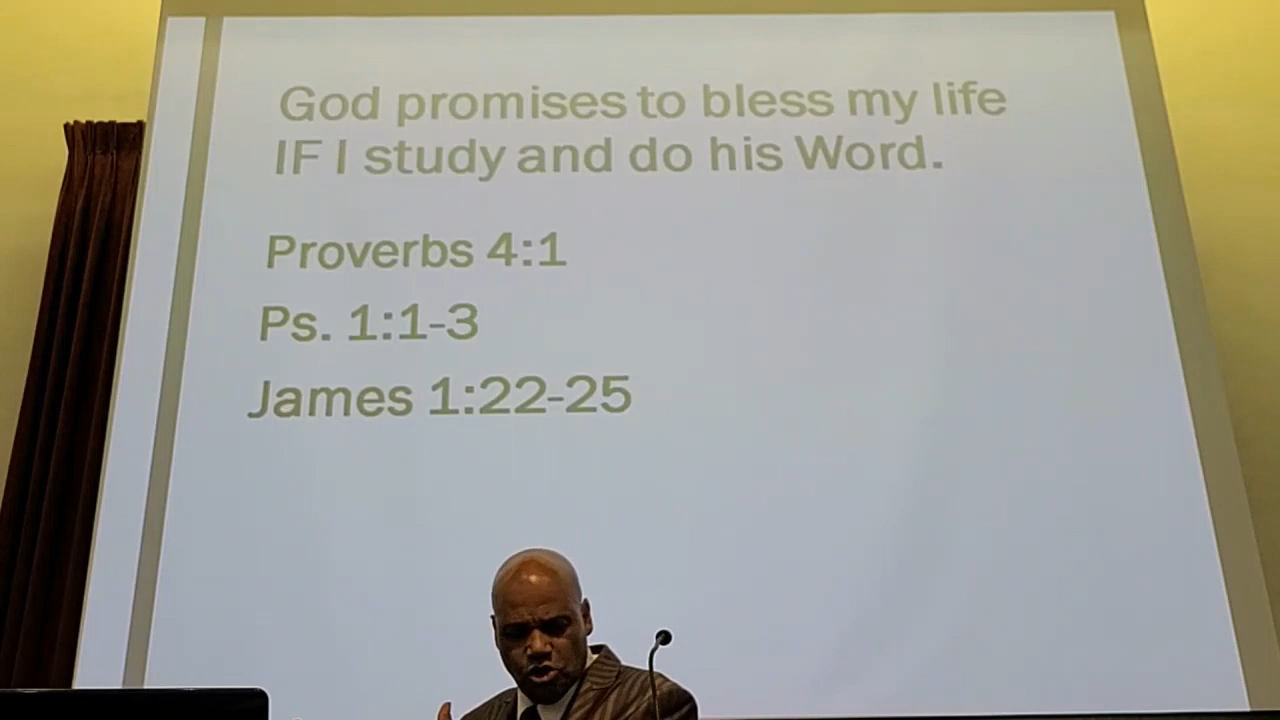 God promises to bless my life
IF I study and do his Word.
Proverbs 4:1
Ps. 1:1-3
James 1:22-25